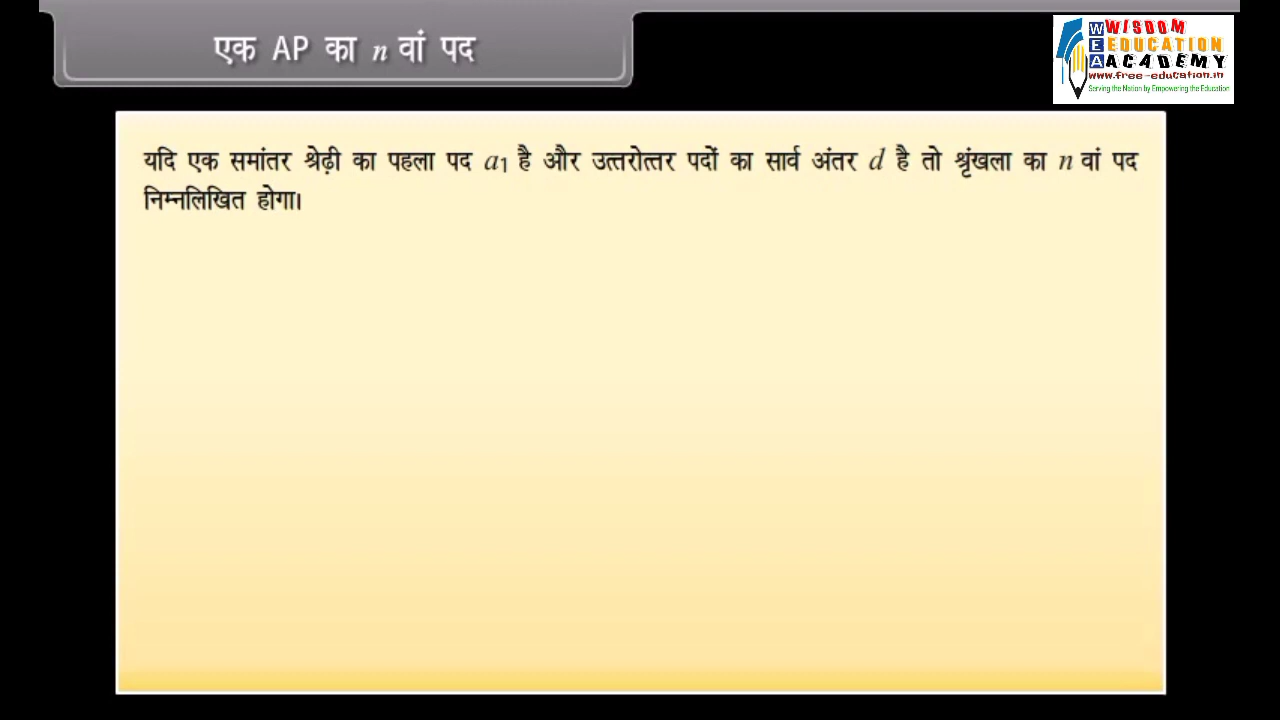 एक AP का n वां पद
WISDOM
WEA
EDUCATION
ACADEMY
www.free-education.in
Serving the Nation by Empowering the Education
यदि एक समांतर श्रेढ़ी का पहला पद a₁ है और उत्तरोत्तर पदों का सार्व अंतर d है तो श्रृंखला का n वां पद
निम्नलिखित होगा।